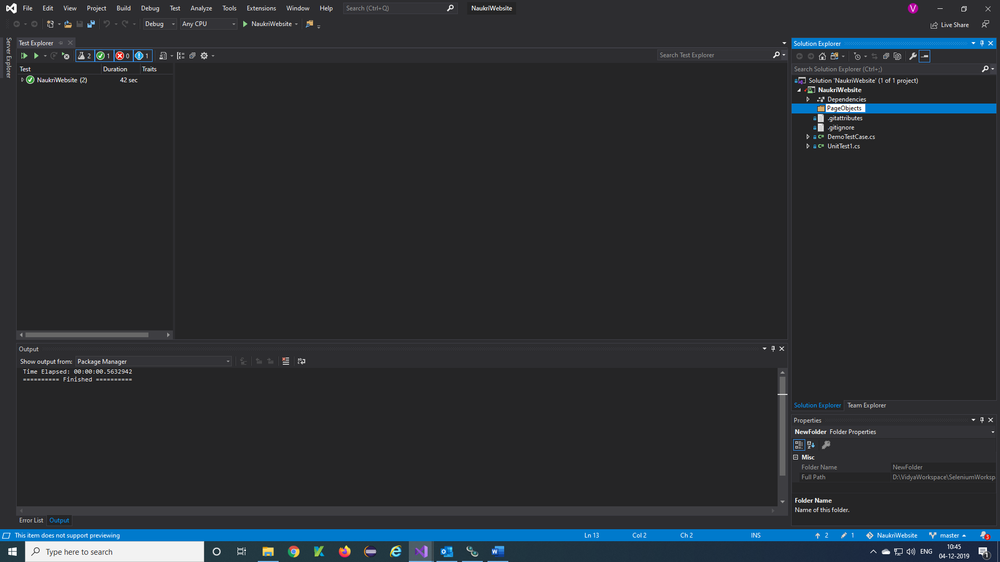 File Edit View Project Build Debug Test Analyze Tools Extensions Window Help Search (Ctrl+Q) NaukriWebsite V
Debug Any CPU NaukriWebsite Live Share
Server Explorer
Test Explorer
2 1 0 1 Search Test Explorer
Test Duration Traits
NaukriWebsite (2) 42 sec
Output
Show output from: Package Manager
Time Elapsed: 00:00:00.5632942
========== Finished ==========
Error List Output
Solution Explorer
Search Solution Explorer (Ctrl+;)
Solution 'NaukriWebsite' (1 of 1 project)
NaukriWebsite
Dependencies
PageObjects
.gitattributes
.gitignore
C# DemoTestCase.cs
C# UnitTest1.cs
Solution Explorer Team Explorer
Properties
NewFolder Folder Properties
Misc
Folder Name NewFolder
Full Path D:\VidyaWorkspace\SeleniumWorksp
Folder Name
Name of this folder.
This item does not support previewing Ln 13 Col 2 Ch 2 INS 2 1 NaukriWebsite master 3
Type here to search ENG 10:45
04-12-2019 1